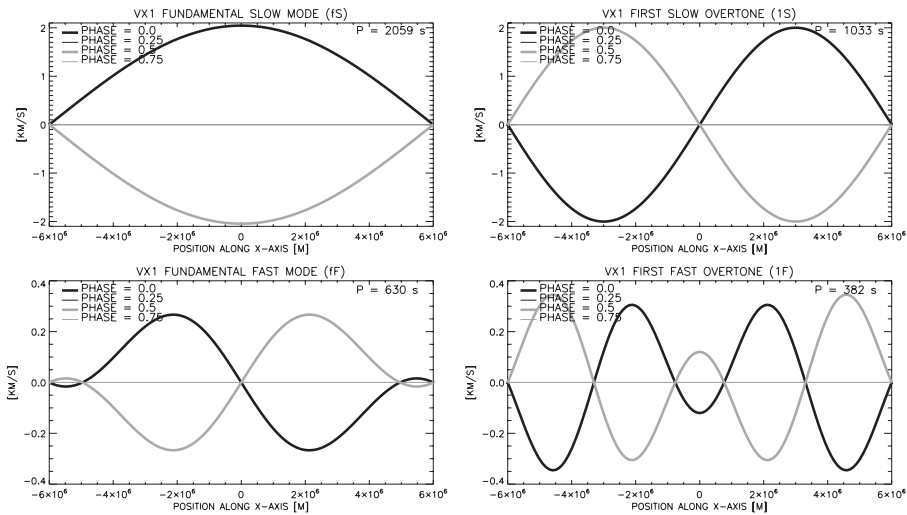 VX1 FUNDAMENTAL SLOW MODE (fS)
PHASE = 0.0
PHASE = 0.25
PHASE = 0.5
PHASE = 0.75
P = 2059 s
[KM/S]
2
1
0
−1
−2
−6×10⁶ −4×10⁶ −2×10⁶ 0 2×10⁶ 4×10⁶ 6×10⁶
POSITION ALONG X−AXIS [M]
VX1 FIRST SLOW OVERTONE (1S)
PHASE = 0.0
PHASE = 0.25
PHASE = 0.5
PHASE = 0.75
P = 1033 s
[KM/S]
2
1
0
−1
−2
−6×10⁶ −4×10⁶ −2×10⁶ 0 2×10⁶ 4×10⁶ 6×10⁶
POSITION ALONG X−AXIS [M]
VX1 FUNDAMENTAL FAST MODE (fF)
PHASE = 0.0
PHASE = 0.25
PHASE = 0.5
PHASE = 0.75
P = 630 s
[KM/S]
0.4
0.2
0.0
−0.2
−0.4
−6×10⁶ −4×10⁶ −2×10⁶ 0 2×10⁶ 4×10⁶ 6×10⁶
POSITION ALONG X−AXIS [M]
VX1 FIRST FAST OVERTONE (1F)
PHASE = 0.0
PHASE = 0.25
PHASE = 0.5
PHASE = 0.75
P = 382 s
[KM/S]
0.4
0.2
0.0
−0.2
−0.4
−6×10⁶ −4×10⁶ −2×10⁶ 0 2×10⁶ 4×10⁶ 6×10⁶
POSITION ALONG X−AXIS [M]